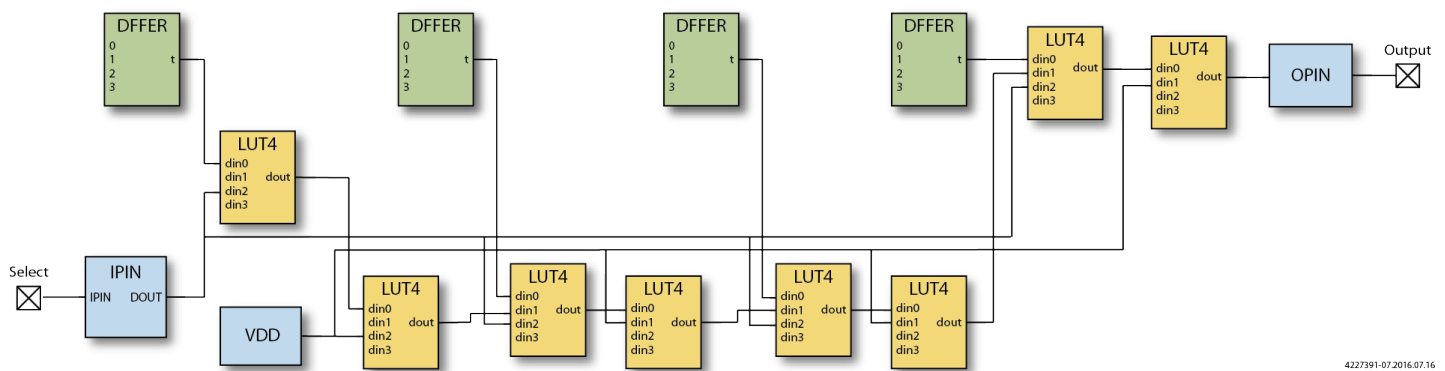 DFFER
0
1
2
3
t
DFFER
0
1
2
3
t
DFFER
0
1
2
3
t
DFFER
0
1
2
3
t
LUT4
din0
din1
din2
din3
dout
LUT4
din0
din1
din2
din3
dout
OPIN
Output
LUT4
din0
din1
din2
din3
dout
Select
IPIN
IPIN DOUT
VDD
LUT4
din0
din1
din2
din3
dout
LUT4
din0
din1
din2
din3
dout
LUT4
din0
din1
din2
din3
dout
LUT4
din0
din1
din2
din3
dout
LUT4
din0
din1
din2
din3
dout
4227391-07.2016.07.16